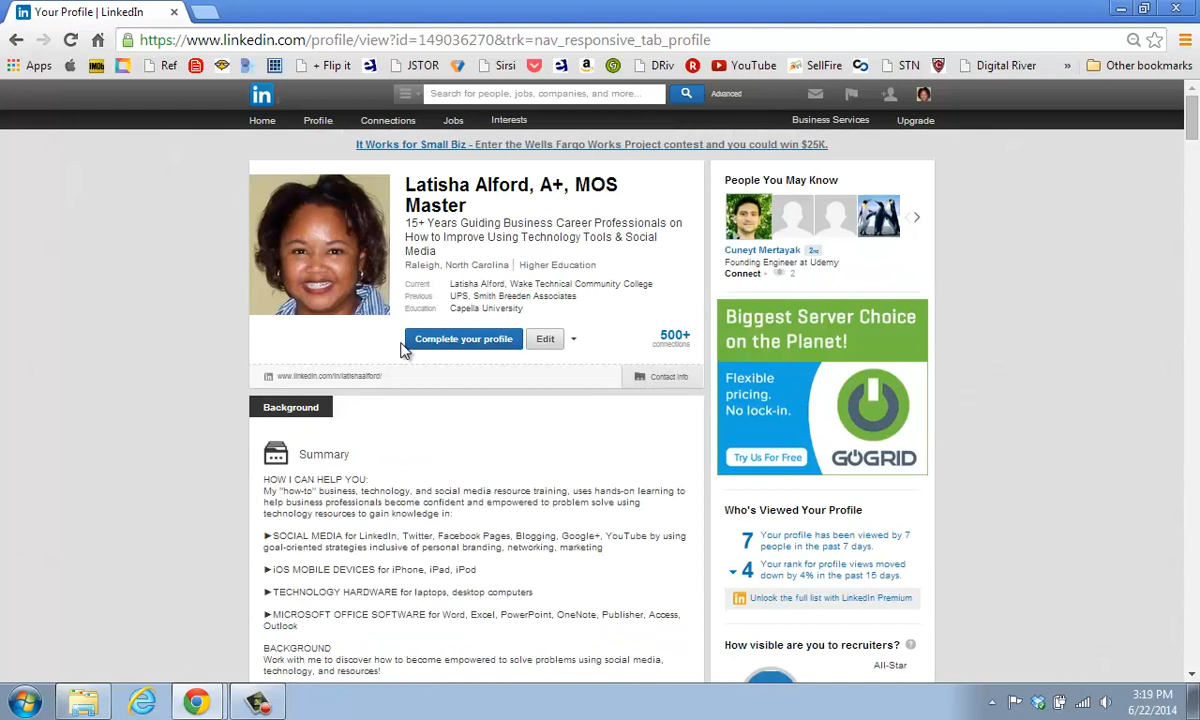 in Your Profile | LinkedIn
https://www.linkedin.com/profile/view?id=149036270&trk=nav_responsive_tab_profile
Apps IMDb Ref + Flip it JSTOR Sirsi a DRiv R YouTube SellFire STN Digital River » Other bookmarks
in Search for people, jobs, companies, and more... Advanced
Home Profile Connections Jobs Interests Business Services Upgrade
It Works for Small Biz - Enter the Wells Fargo Works Project contest and you could win $25K.
Latisha Alford, A+, MOS
Master
15+ Years Guiding Business Career Professionals on
How to Improve Using Technology Tools & Social
Media
Raleigh, North Carolina | Higher Education
Current Latisha Alford, Wake Technical Community College
Previous UPS, Smith Breeden Associates
Education Capella University
Complete your profile Edit
500+
connections
in www.linkedin.com/in/latishaalford/
Contact Info
Background
Summary
HOW I CAN HELP YOU:
My "how-to" business, technology, and social media resource training, uses hands-on learning to
help business professionals become confident and empowered to problem solve using
technology resources to gain knowledge in:
►SOCIAL MEDIA for LinkedIn, Twitter, Facebook Pages, Blogging, Google+, YouTube by using
goal-oriented strategies inclusive of personal branding, networking, marketing
►iOS MOBILE DEVICES for iPhone, iPad, iPod
►TECHNOLOGY HARDWARE for laptops, desktop computers
►MICROSOFT OFFICE SOFTWARE for Word, Excel, PowerPoint, OneNote, Publisher, Access,
Outlook
BACKGROUND
Work with me to discover how to become empowered to solve problems using social media,
technology, and resources!
People You May Know
Cuneyt Mertayak 2nd
Founding Engineer at Udemy
Connect • 2
Biggest Server Choice
on the Planet!
Flexible
pricing.
No lock-in.
Try Us For Free
GOGRID
Who's Viewed Your Profile
7 Your profile has been viewed by 7
people in the past 7 days.
4 Your rank for profile views moved
down by 4% in the past 15 days.
in Unlock the full list with LinkedIn Premium
How visible are you to recruiters? ?
All-Star
3:19 PM
6/22/2014